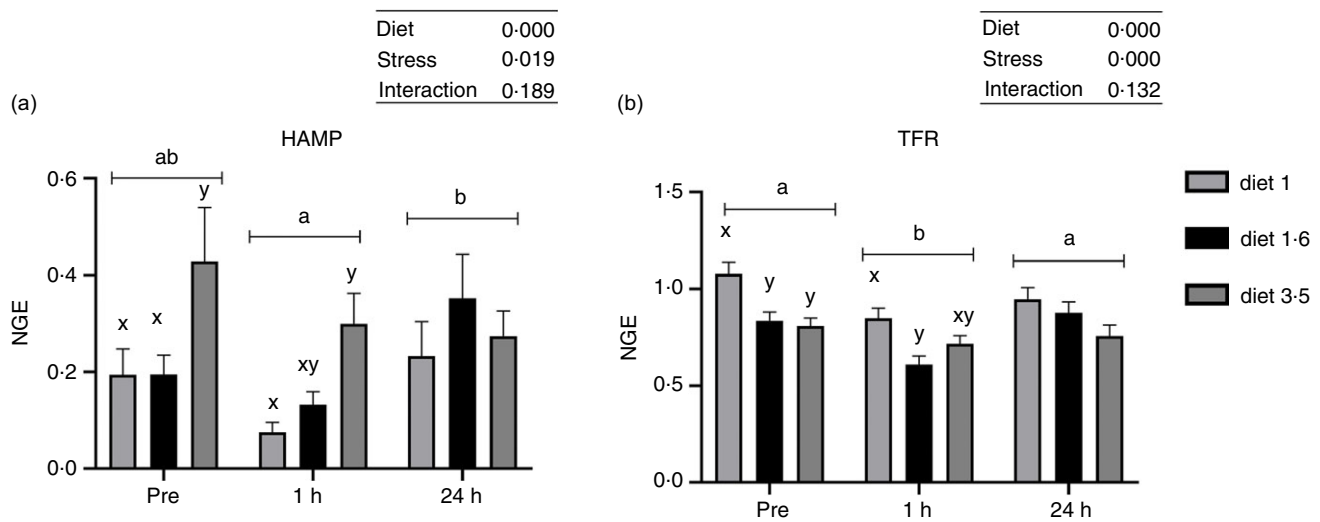 Diet 0·000
Stress 0·019
Interaction 0·189
(a)
HAMP
NGE
0·6
0·4
0·2
0·0
ab
a
b
x
x
y
x
xy
y
Pre
1 h
24 h
Diet 0·000
Stress 0·000
Interaction 0·132
(b)
TFR
NGE
1·5
1·0
0·5
0·0
a
b
a
x
y
y
x
y
xy
Pre
1 h
24 h
diet 1
diet 1·6
diet 3·5